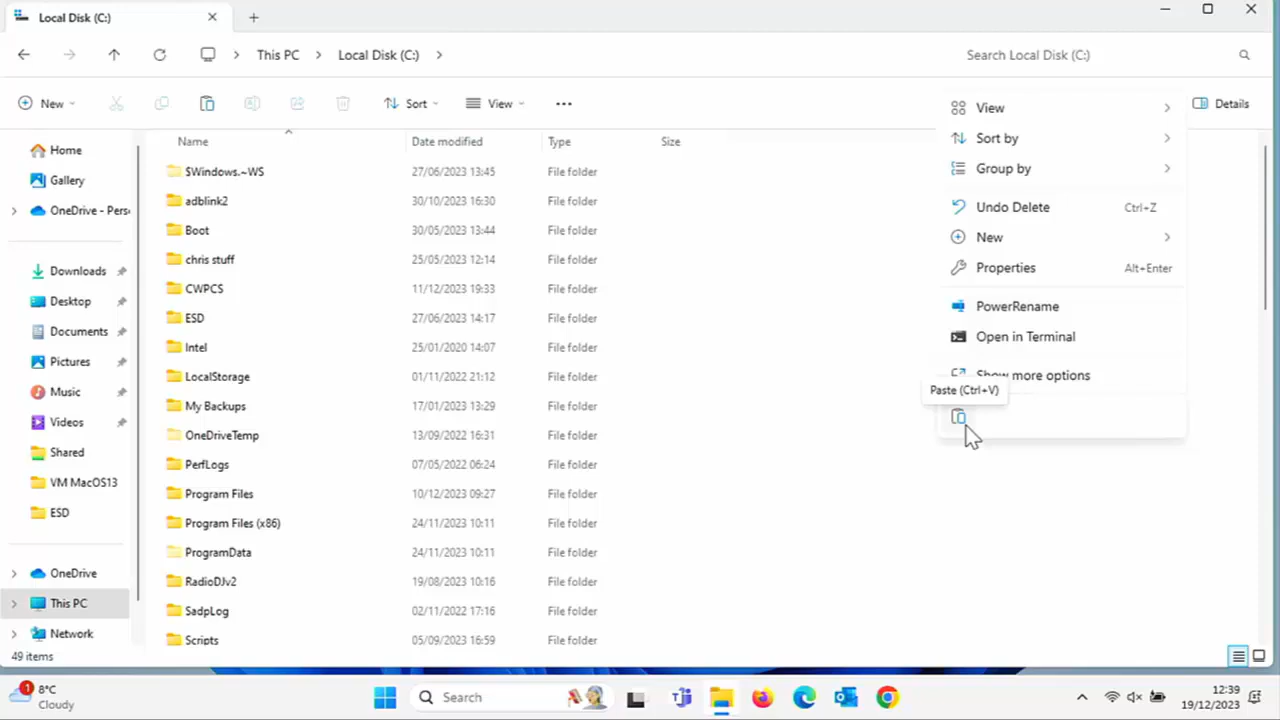 Local Disk (C:)
This PC
Local Disk (C:)
Search Local Disk (C:)
New
Sort
View
Details
Name Date modified Type Size
Home
Gallery
OneDrive - Pers
Downloads
Desktop
Documents
Pictures
Music
Videos
Shared
VM MacOS13
ESD
OneDrive
This PC
Network
$Windows.~WS 27/06/2023 13:45 File folder
adblink2 30/10/2023 16:30 File folder
Boot 30/05/2023 13:44 File folder
chris stuff 25/05/2023 12:14 File folder
CWPCS 11/12/2023 19:33 File folder
ESD 27/06/2023 14:17 File folder
Intel 25/01/2020 14:07 File folder
LocalStorage 01/11/2022 21:12 File folder
My Backups 17/01/2023 13:29 File folder
OneDriveTemp 13/09/2022 16:31 File folder
PerfLogs 07/05/2022 06:24 File folder
Program Files 10/12/2023 09:27 File folder
Program Files (x86) 24/11/2023 10:11 File folder
ProgramData 24/11/2023 10:11 File folder
RadioDJv2 19/08/2023 10:16 File folder
SadpLog 02/11/2022 17:16 File folder
Scripts 05/09/2023 16:59 File folder
View
Sort by
Group by
Undo Delete Ctrl+Z
New
Properties Alt+Enter
PowerRename
Open in Terminal
Show more options
Paste (Ctrl+V)
49 items
1
8°C
Cloudy
Search
12:39
19/12/2023